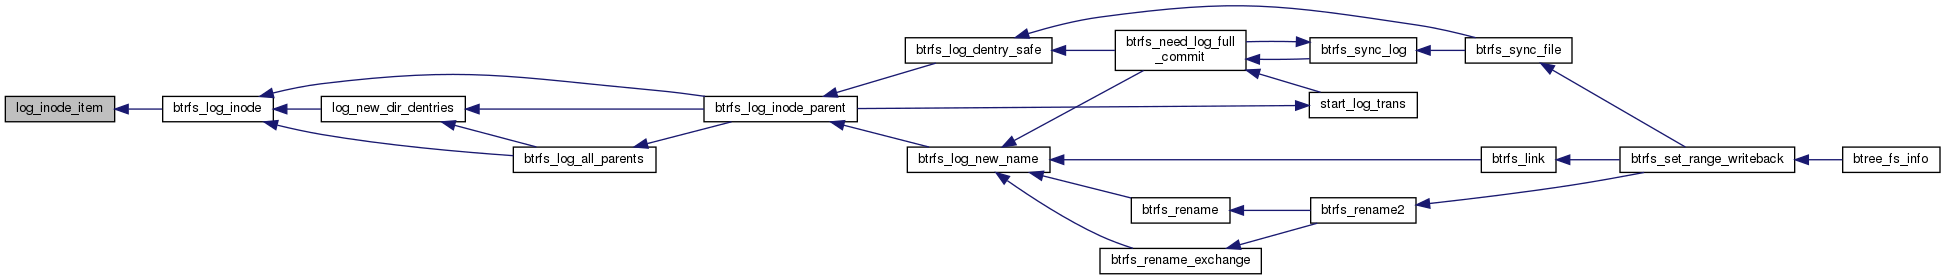 log_inode_item
btrfs_log_inode
log_new_dir_dentries
btrfs_log_all_parents
btrfs_log_inode_parent
btrfs_log_dentry_safe
btrfs_log_new_name
btrfs_need_log_full
_commit
btrfs_rename
btrfs_rename_exchange
btrfs_sync_log
start_log_trans
btrfs_rename2
btrfs_sync_file
btrfs_link
btrfs_set_range_writeback
btree_fs_info